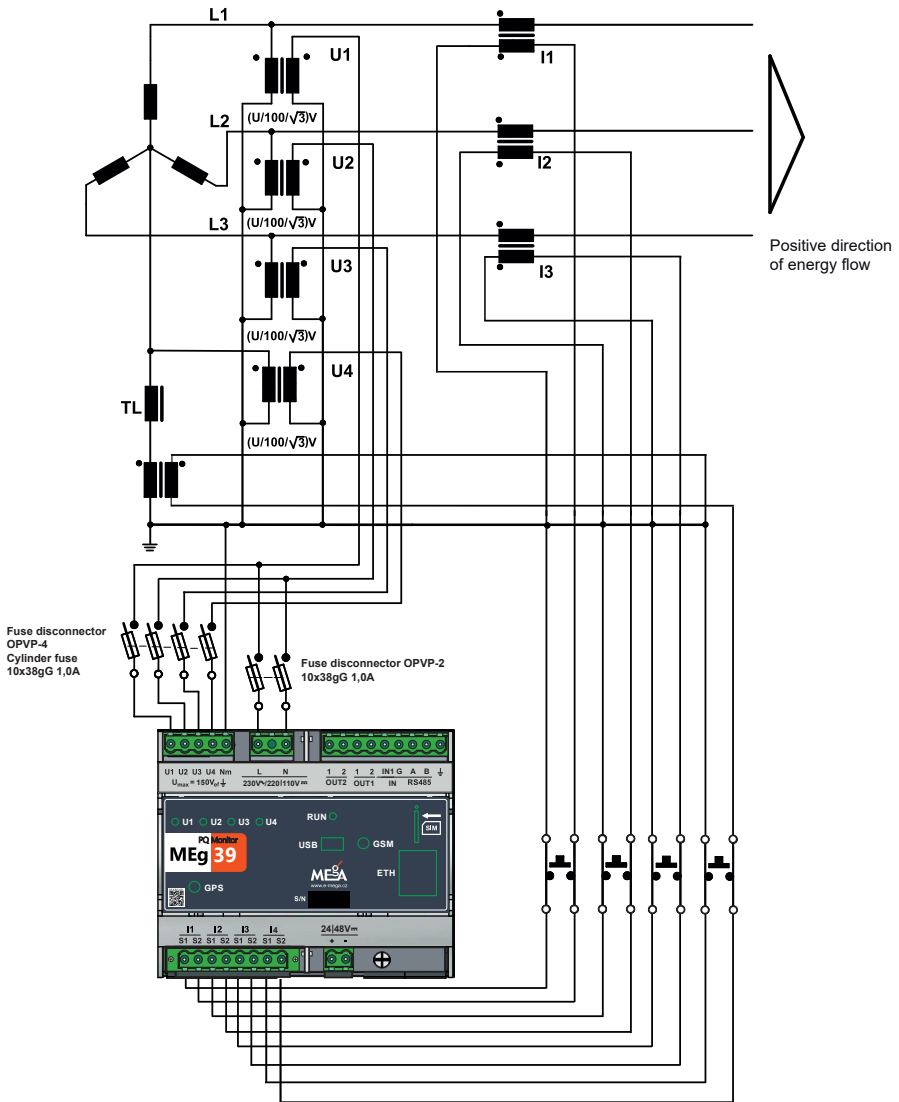 L1
U1
I1
(U/100/√3)V
L2
U2
I2
(U/100/√3)V
L3
U3
I3
Positive direction
of energy flow
(U/100/√3)V
U4
TL
(U/100/√3)V
Fuse disconnector
OPVP-4
Cylinder fuse
10x38gG 1,0A
Fuse disconnector OPVP-2
10x38gG 1,0A
U1 U2 U3 U4 Nm
Umax = 150Vef ⏚
L N
230V~/220|110V⎓
1 2 1 2 IN1 G A B ⏚
OUT2 OUT1 IN RS485
U1 U2 U3 U4
RUN
SIM
PQ Monitor
MEg 39
USB
GSM
MEgA
www.e-mega.cz
ETH
GPS
S/N
I1 I2 I3 I4
S1 S2 S1 S2 S1 S2 S1 S2
24|48V⎓
+ -